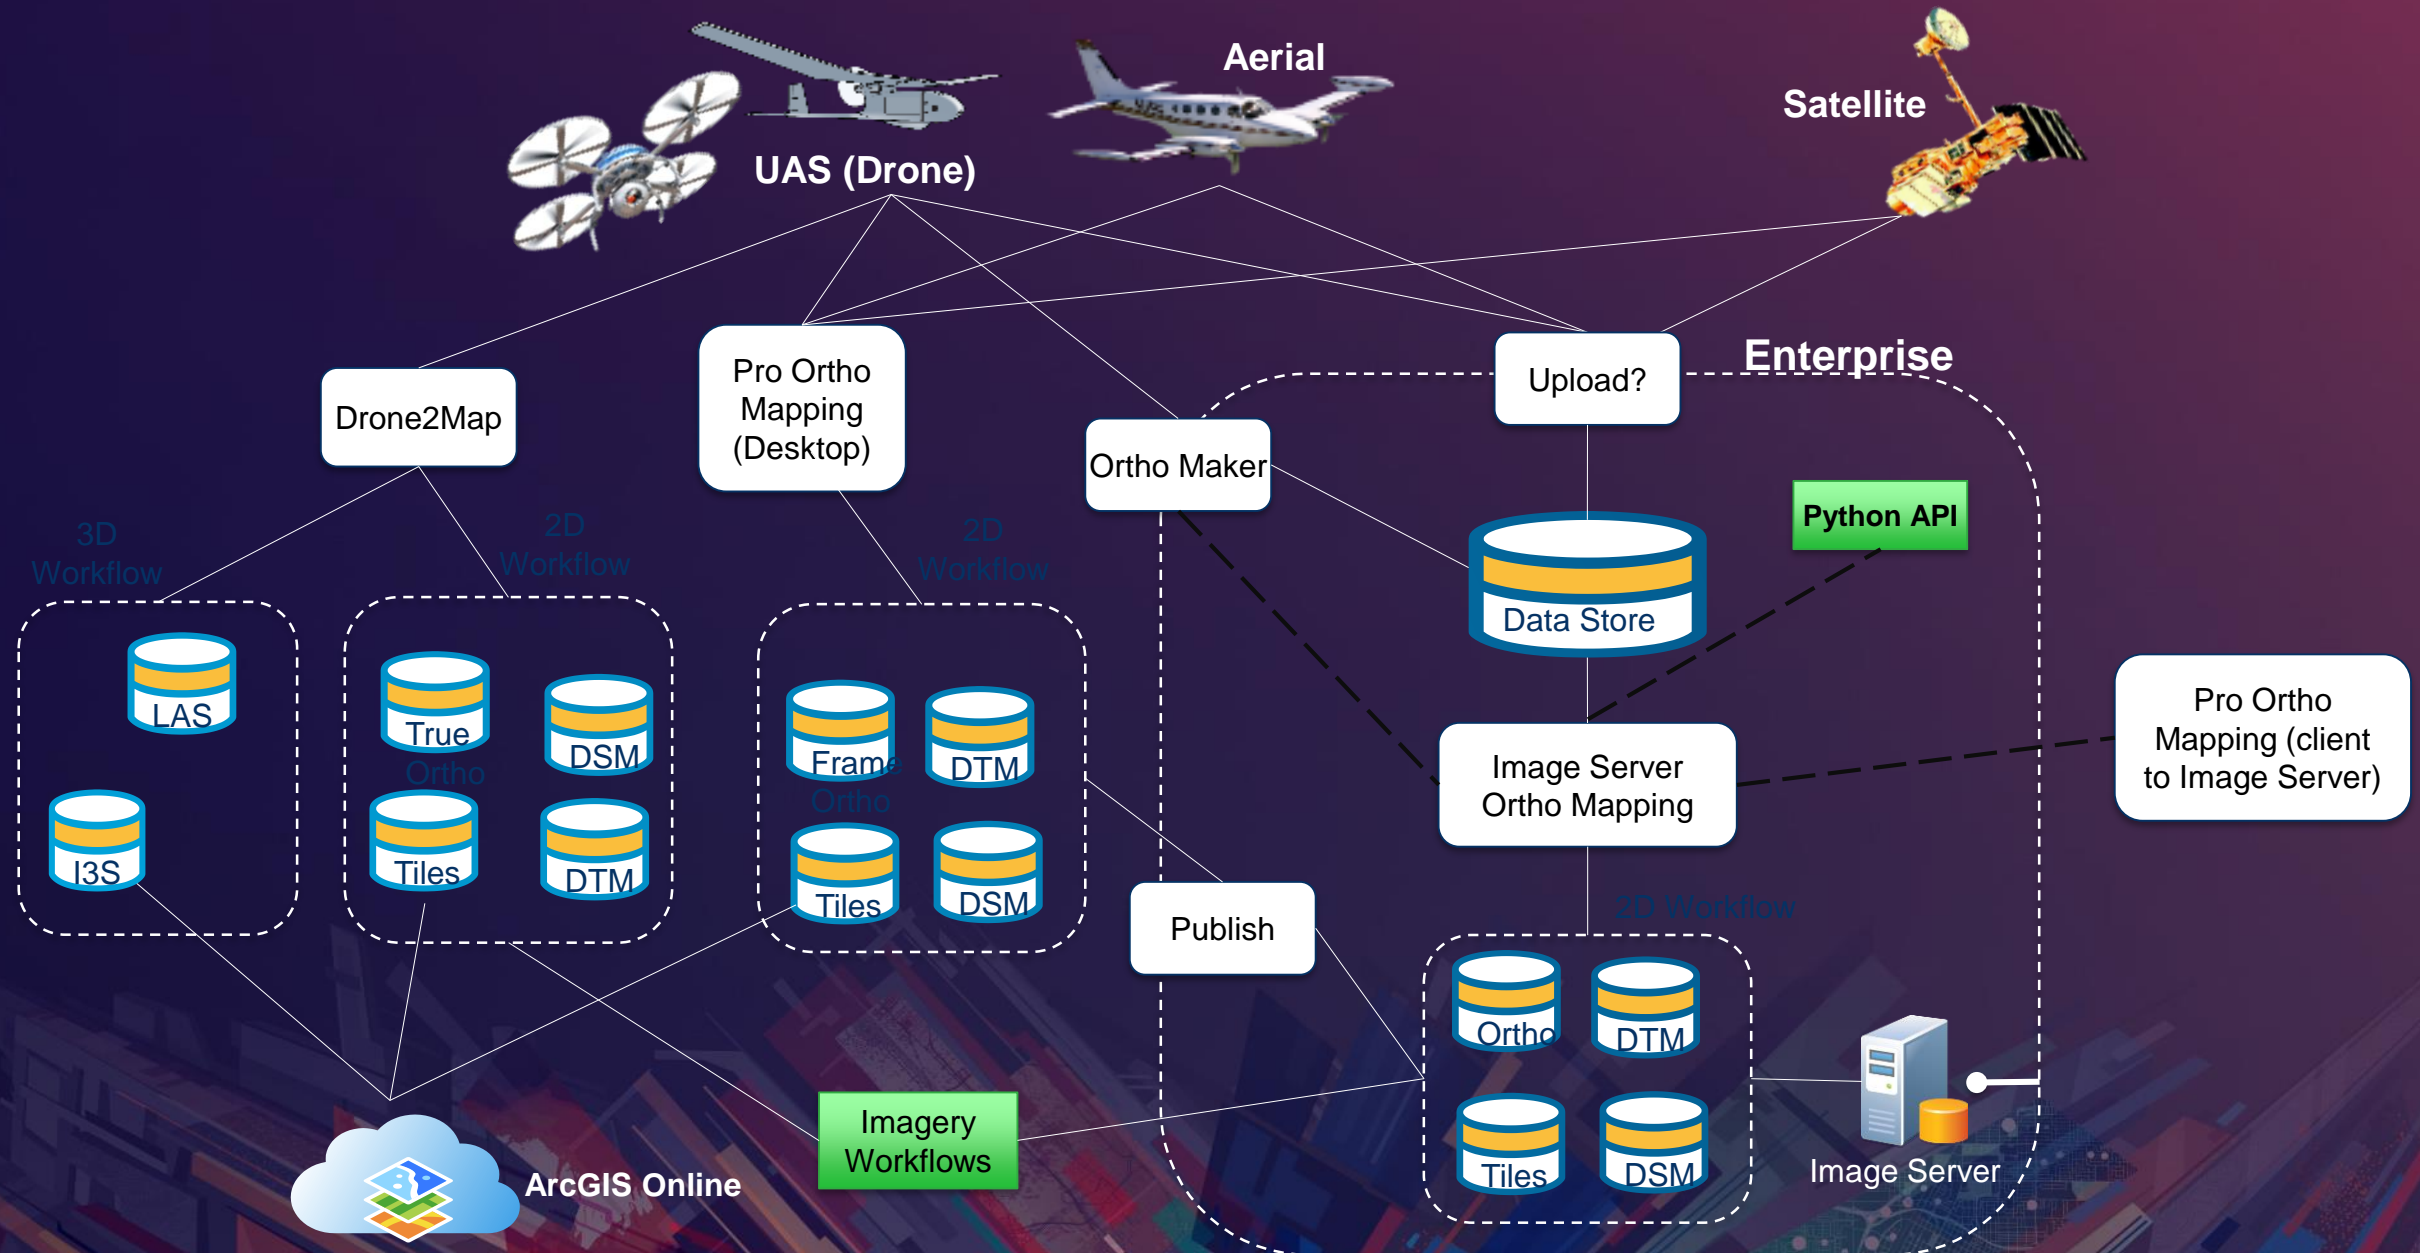 Aerial
Satellite
UAS (Drone)
Enterprise
Upload?
Pro Ortho
Mapping
(Desktop)
Drone2Map
Ortho Maker
Python API
3D
Workflow
2D
Workflow
2D
Workflow
Data Store
LAS
True
Ortho
DSM
Frame
Ortho
DTM
Pro Ortho
Mapping (client
to Image Server)
Image Server
Ortho Mapping
I3S
Tiles
DTM
Tiles
DSM
Publish
2D Workflow
Ortho
DTM
Imagery
Workflows
Tiles
DSM
Image Server
ArcGIS Online